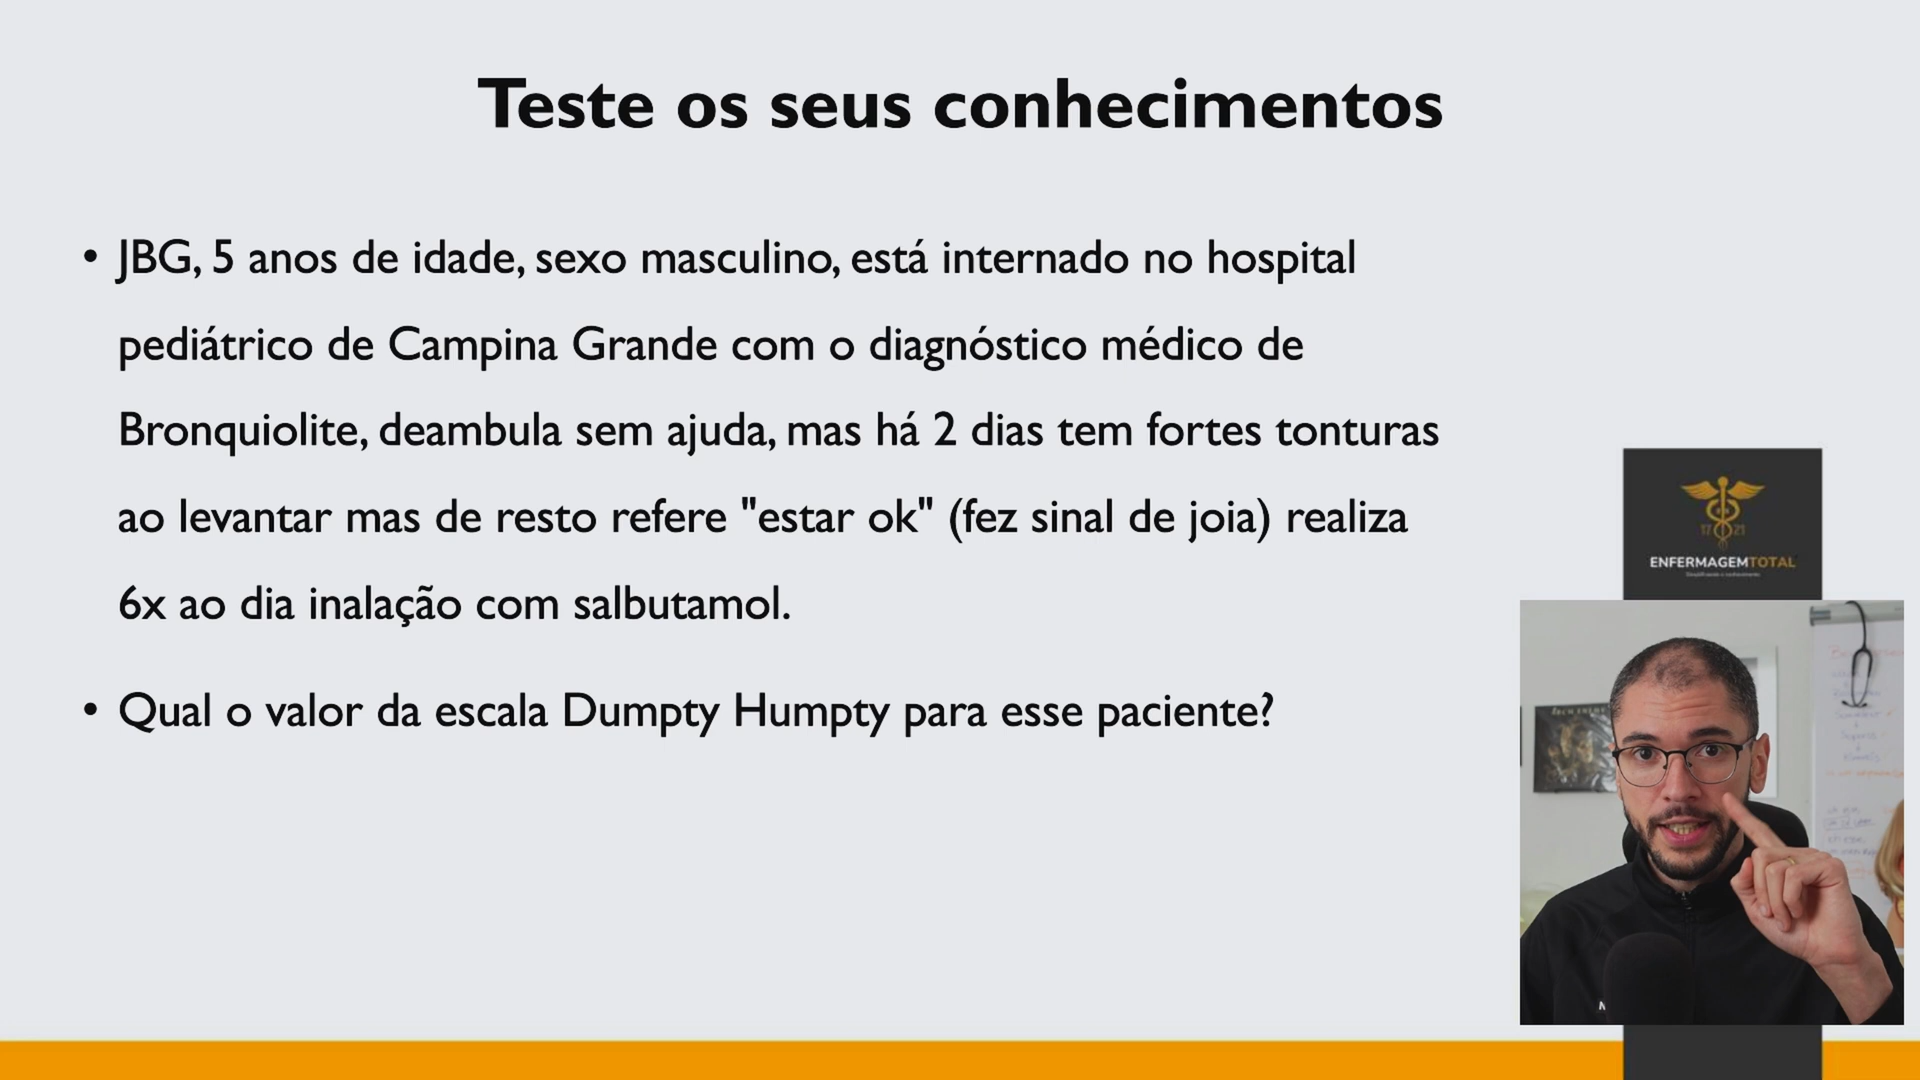 Teste os seus conhecimentos
• JBG, 5 anos de idade, sexo masculino, está internado no hospital
pediátrico de Campina Grande com o diagnóstico médico de
Bronquiolite, deambula sem ajuda, mas há 2 dias tem fortes tonturas
ao levantar mas de resto refere "estar ok" (fez sinal de joia) realiza
6x ao dia inalação com salbutamol.
• Qual o valor da escala Dumpty Humpty para esse paciente?
17 21
ENFERMAGEMTOTAL